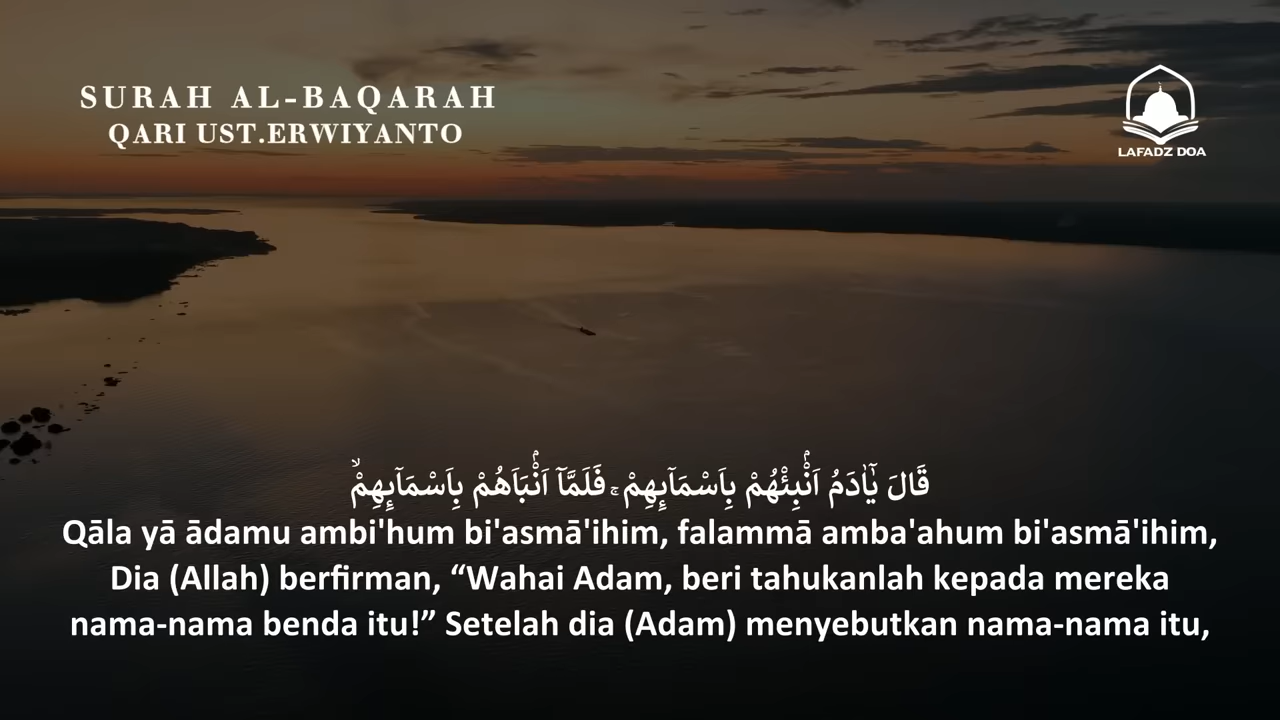 SURAH AL-BAQARAH
QARI UST.ERWIYANTO
LAFADZ DOA
قَالَ يٰٓاٰدَمُ اَنْۢبِئْهُمْ بِاَسْمَاۤىِٕهِمْ ۚ فَلَمَّآ اَنْۢبَاَهُمْ بِاَسْمَاۤىِٕهِمْۙ
Qāla yā ādamu ambi'hum bi'asmā'ihim, falammā amba'ahum bi'asmā'ihim,
Dia (Allah) berfirman, “Wahai Adam, beri tahukanlah kepada mereka
nama-nama benda itu!” Setelah dia (Adam) menyebutkan nama-nama itu,